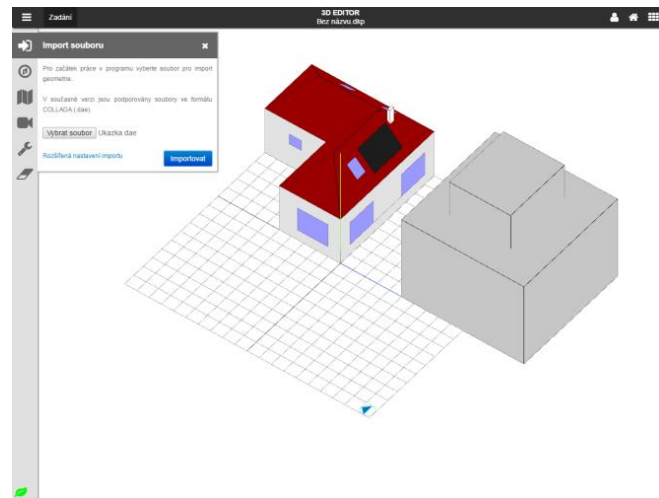 Zadání
3D EDITOR
Bez názvu.dkp
Import souboru
Pro začátek práce v programu vyberte soubor pro import
geometrie.
V současné verzi jsou podporovány soubory ve formátu
COLLADA (.dae).
Vybrat soubor Ukazka dae
Rozšířená nastavení importu
Importovat